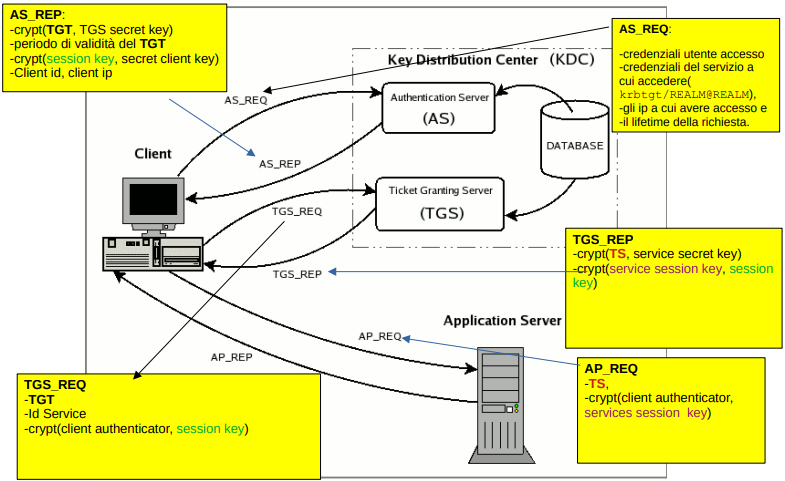 AS_REP:
-crypt(TGT, TGS secret key)
-periodo di validità del TGT
-crypt(session key, secret client key)
-Client id, client ip
AS_REQ:
-credenziali utente accesso
-credenziali del servizio a
cui accedere(
krbtgt/REALM@REALM),
-gli ip a cui avere accesso e
-il lifetime della richiesta.
Key Distribution Center (KDC)
AS_REQ
Authentication Server
(AS)
DATABASE
Client
AS_REP
Ticket Granting Server
(TGS)
TGS_REQ
TGS_REP
TGS_REP
-crypt(TS, service secret key)
-crypt(service session key, session
key)
Application Server
AP_REQ
AP_REP
AP_REQ
-TS,
-crypt(client authenticator,
services session key)
TGS_REQ
-TGT
-Id Service
-crypt(client authenticator, session key)